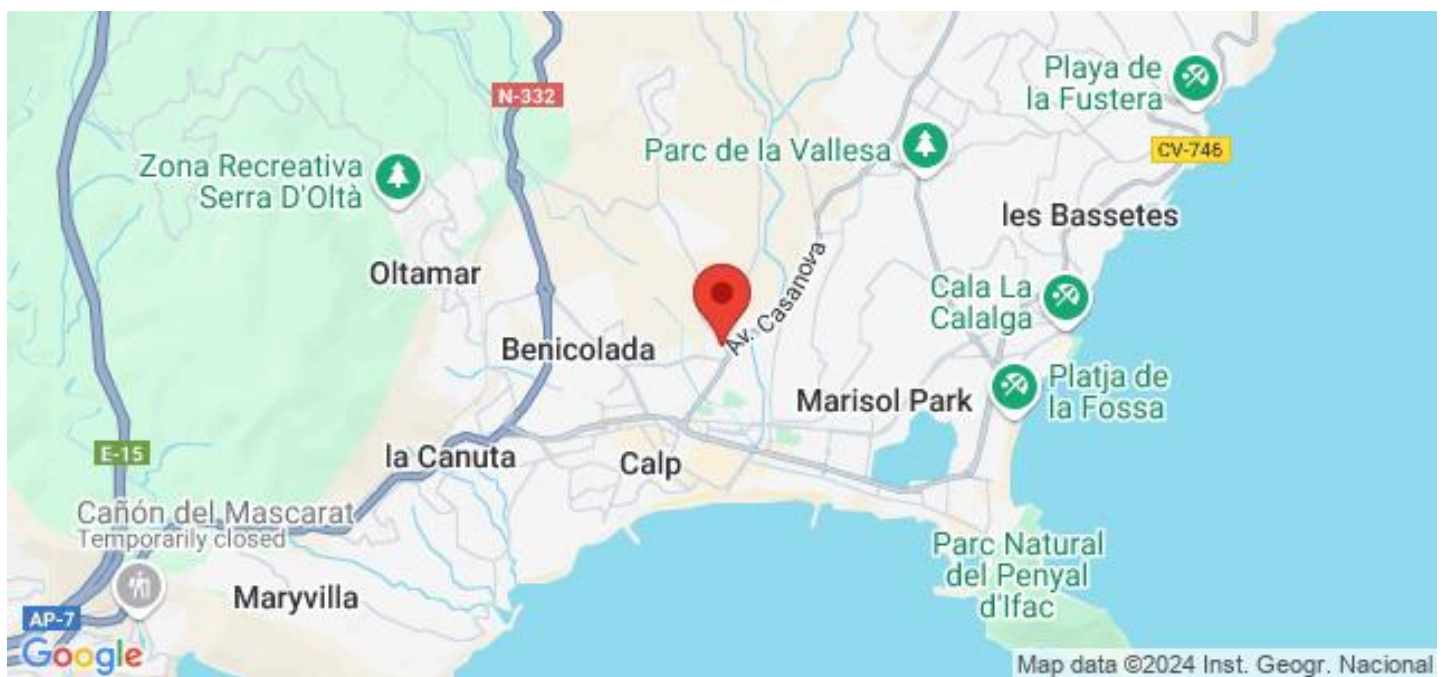 Playa de
la Fustera
N-332
Parc de la Vallesa
CV-746
Zona Recreativa
Serra D'Oltà
les Bassetes
Oltamar
Av. Casanova
Cala La
Calalga
Benicolada
Marisol Park
Platja de
la Fossa
E-15
la Canuta
Calp
Cañón del Mascarat
Temporarily closed
Parc Natural
del Penyal
d'Ifac
Maryvilla
AP-7
Google
Map data ©2024 Inst. Geogr. Nacional